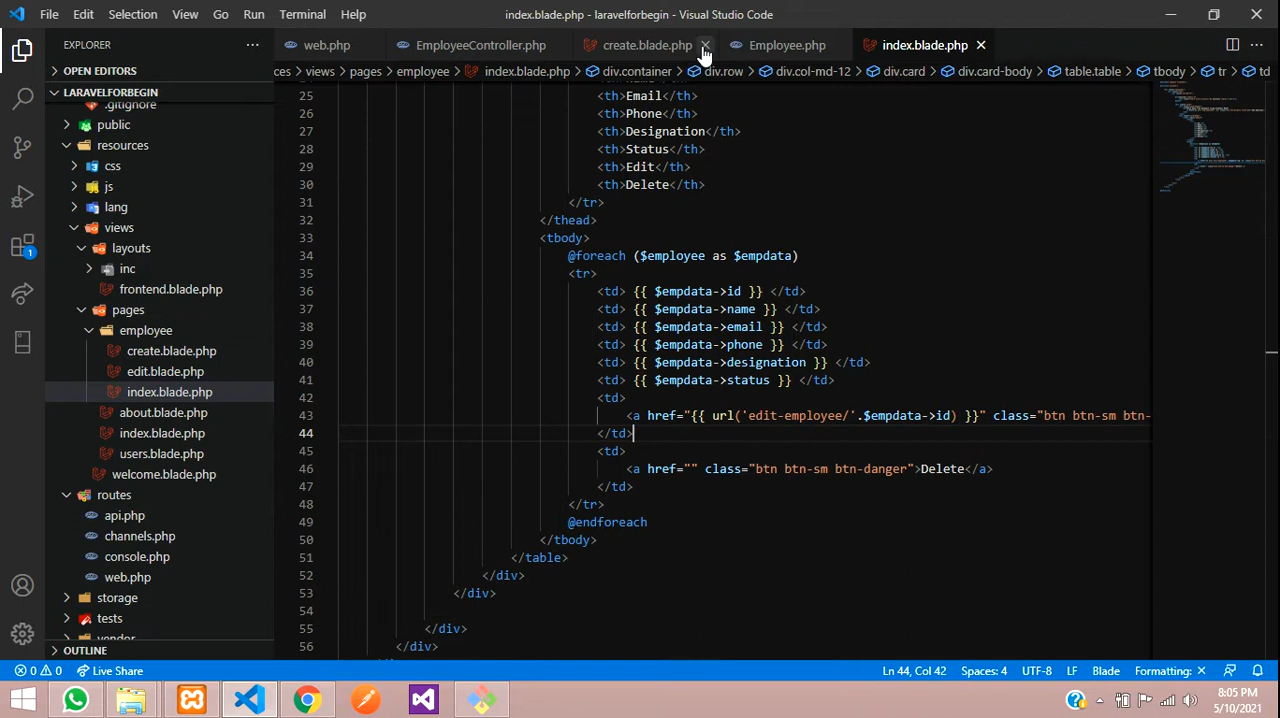 File Edit Selection View Go Run Terminal Help index.blade.php - laravelforbegin - Visual Studio Code
EXPLORER
web.php EmployeeController.php create.blade.php Employee.php index.blade.php
OPEN EDITORS
LARAVELFORBEGIN
.gitignore
public
resources
css
js
lang
views
layouts
inc
frontend.blade.php
pages
employee
create.blade.php
edit.blade.php
index.blade.php
about.blade.php
index.blade.php
users.blade.php
welcome.blade.php
routes
api.php
channels.php
console.php
web.php
storage
tests
vendor
OUTLINE
ces > views > pages > employee > index.blade.php > div.container > div.row > div.col-md-12 > div.card > div.card-body > table.table > tbody > tr > td
25 <th>Email</th>
26 <th>Phone</th>
27 <th>Designation</th>
28 <th>Status</th>
29 <th>Edit</th>
30 <th>Delete</th>
31 </tr>
32 </thead>
33 <tbody>
34 @foreach ($employee as $empdata)
35 <tr>
36 <td> {{ $empdata->id }} </td>
37 <td> {{ $empdata->name }} </td>
38 <td> {{ $empdata->email }} </td>
39 <td> {{ $empdata->phone }} </td>
40 <td> {{ $empdata->designation }} </td>
41 <td> {{ $empdata->status }} </td>
42 <td>
43 <a href="{{ url('edit-employee/'.$empdata->id) }}" class="btn btn-sm btn-
44 </td>
45 <td>
46 <a href="" class="btn btn-sm btn-danger">Delete</a>
47 </td>
48 </tr>
49 @endforeach
50 </tbody>
51 </table>
52 </div>
53 </div>
54
55 </div>
56 </div>
1
0 0 Live Share Ln 44, Col 42 Spaces: 4 UTF-8 LF Blade Formatting: ×
8:05 PM
5/10/2021